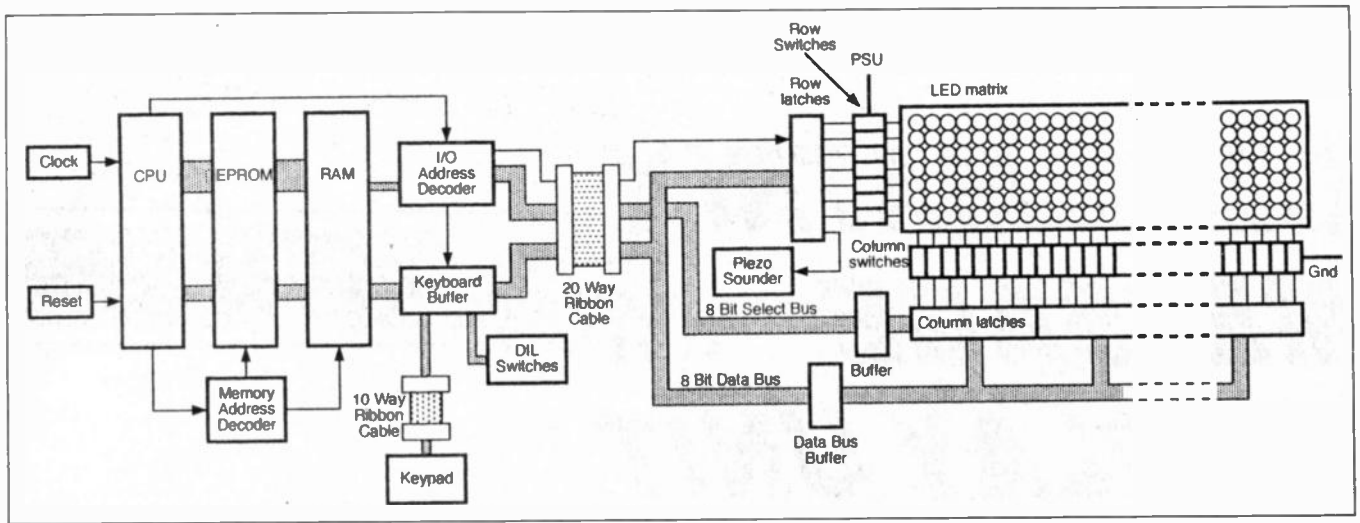 Row
Switches
PSU
Row
latches
LED matrix
Clock
CPU
EPROM
RAM
I/O
Address
Decoder
Reset
Keyboard
Buffer
20 Way
Ribbon
Cable
Piezo
Sounder
Column
switches
Gnd
8 Bit Select Bus
Column latches
Buffer
DIL
Switches
Memory
Address
Decoder
10 Way
Ribbon
Cable
8 Bit Data Bus
Data Bus
Buffer
Keypad